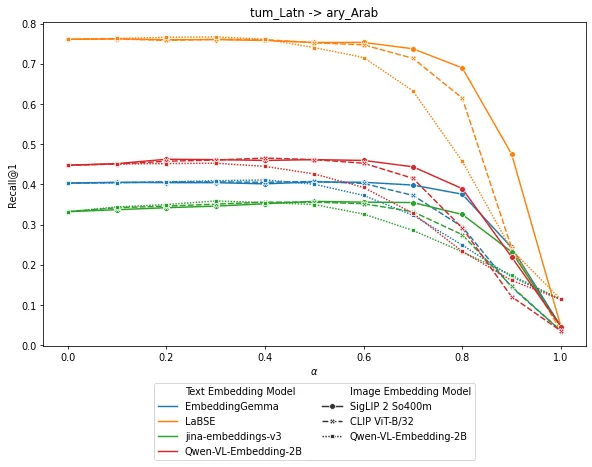 tum_Latn -> ary_Arab
Recall@1
0.8
0.7
0.6
0.5
0.4
0.3
0.2
0.1
0.0
0.0 0.2 0.4 0.6 0.8 1.0
α
Text Embedding Model Image Embedding Model
EmbeddingGemma SigLIP 2 So400m
LaBSE CLIP ViT-B/32
jina-embeddings-v3 Qwen-VL-Embedding-2B
Qwen-VL-Embedding-2B